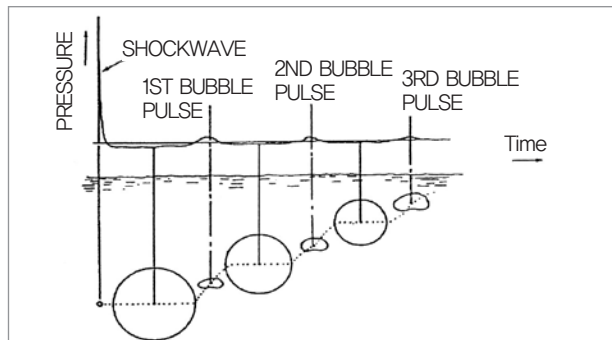 PRESSURE
SHOCKWAVE
1ST BUBBLE
PULSE
2ND BUBBLE
PULSE
3RD BUBBLE
PULSE
Time